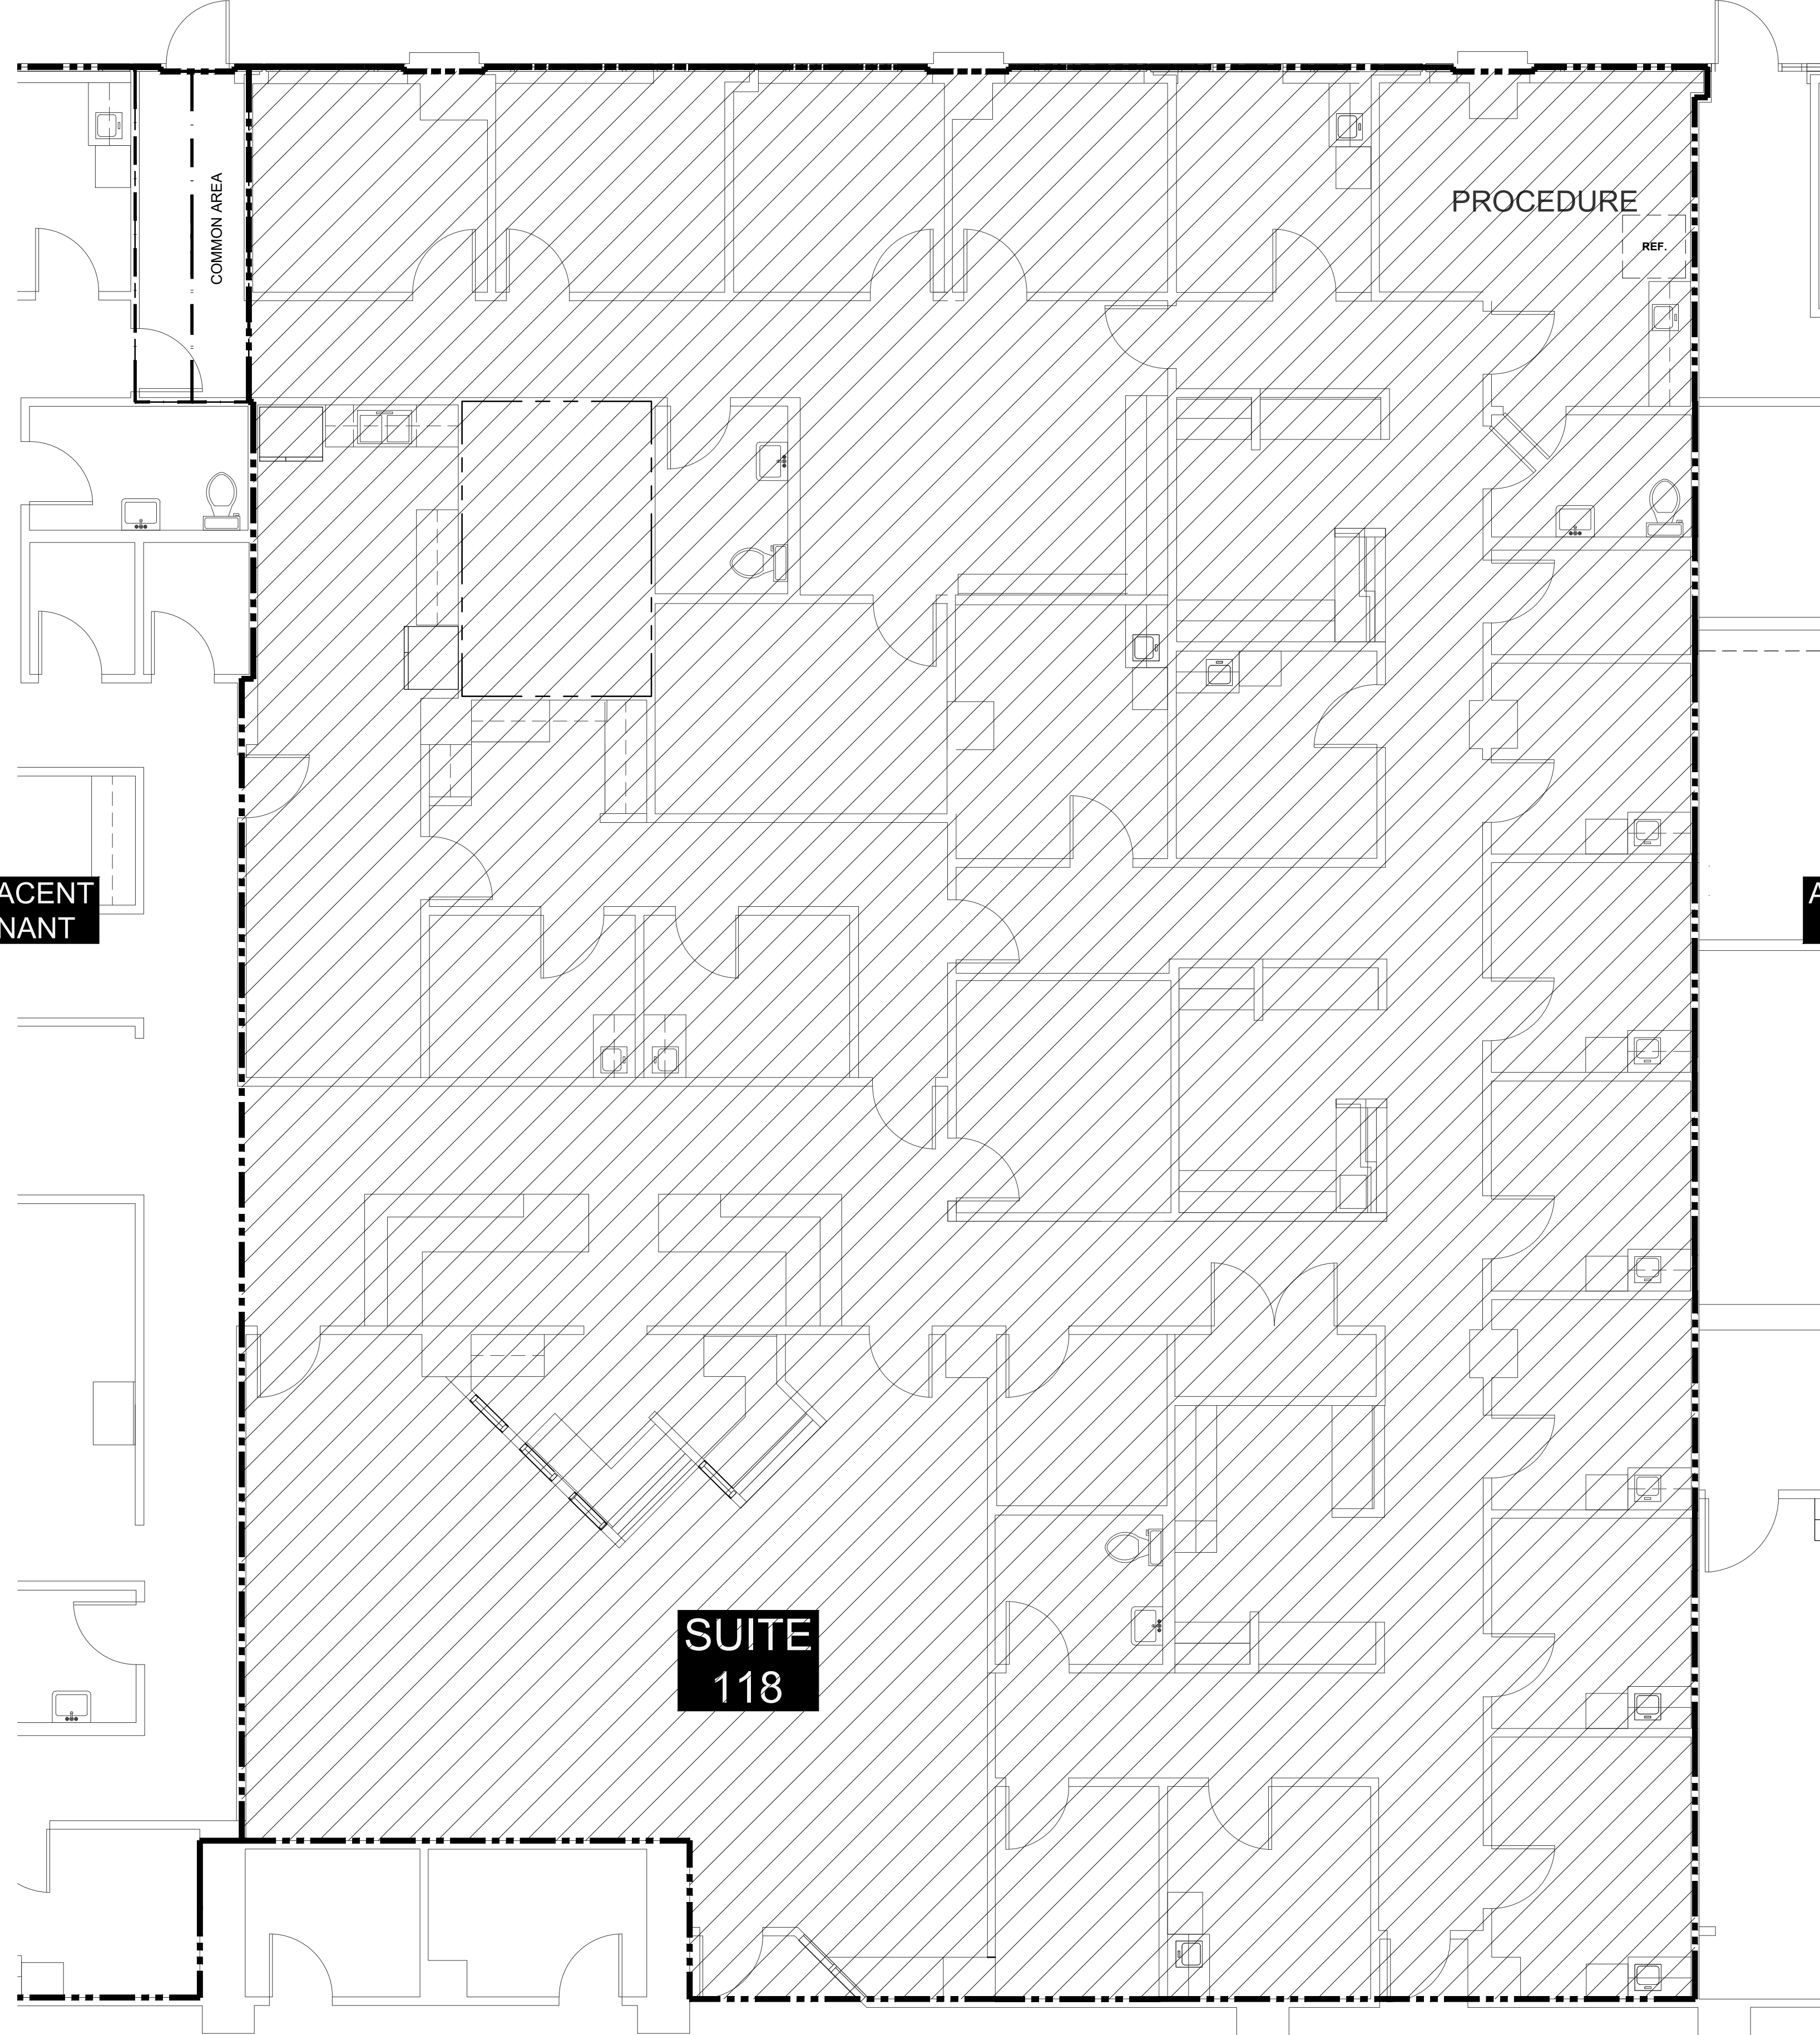 COMMON AREA
PROCEDURE
REF.
ACENT
NANT
A
SUITE
118